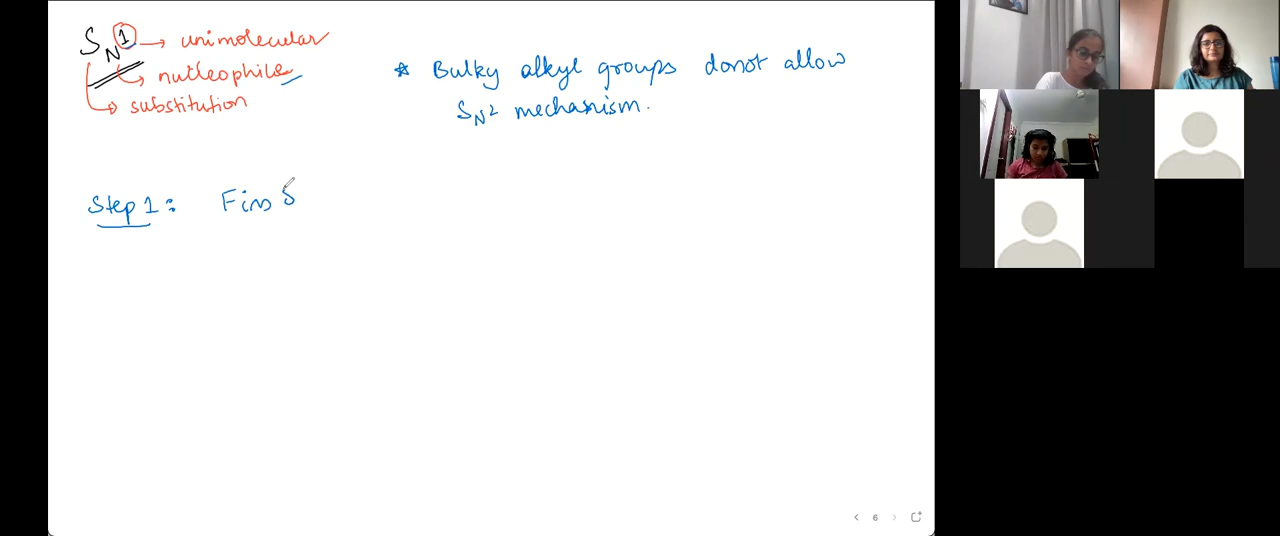 SN1 → unimolecular
→ nucleophile
→ substitution
* Bulky alkyl groups donot allow
SN2 mechanism.
Step 1: Firs S
6